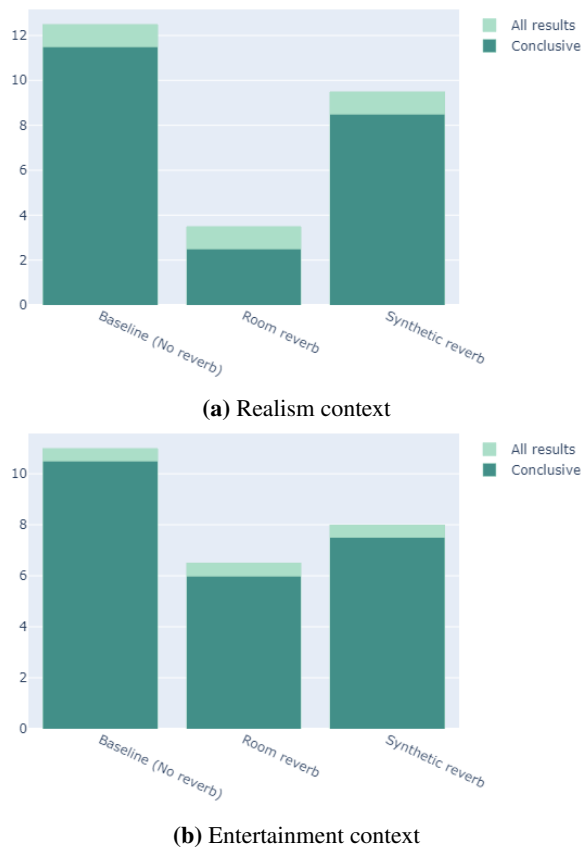 12
10
8
6
4
2
0
All results
Conclusive
Baseline (No reverb)
Room reverb
Synthetic reverb
(a) Realism context
10
8
6
4
2
0
All results
Conclusive
Baseline (No reverb)
Room reverb
Synthetic reverb
(b) Entertainment context